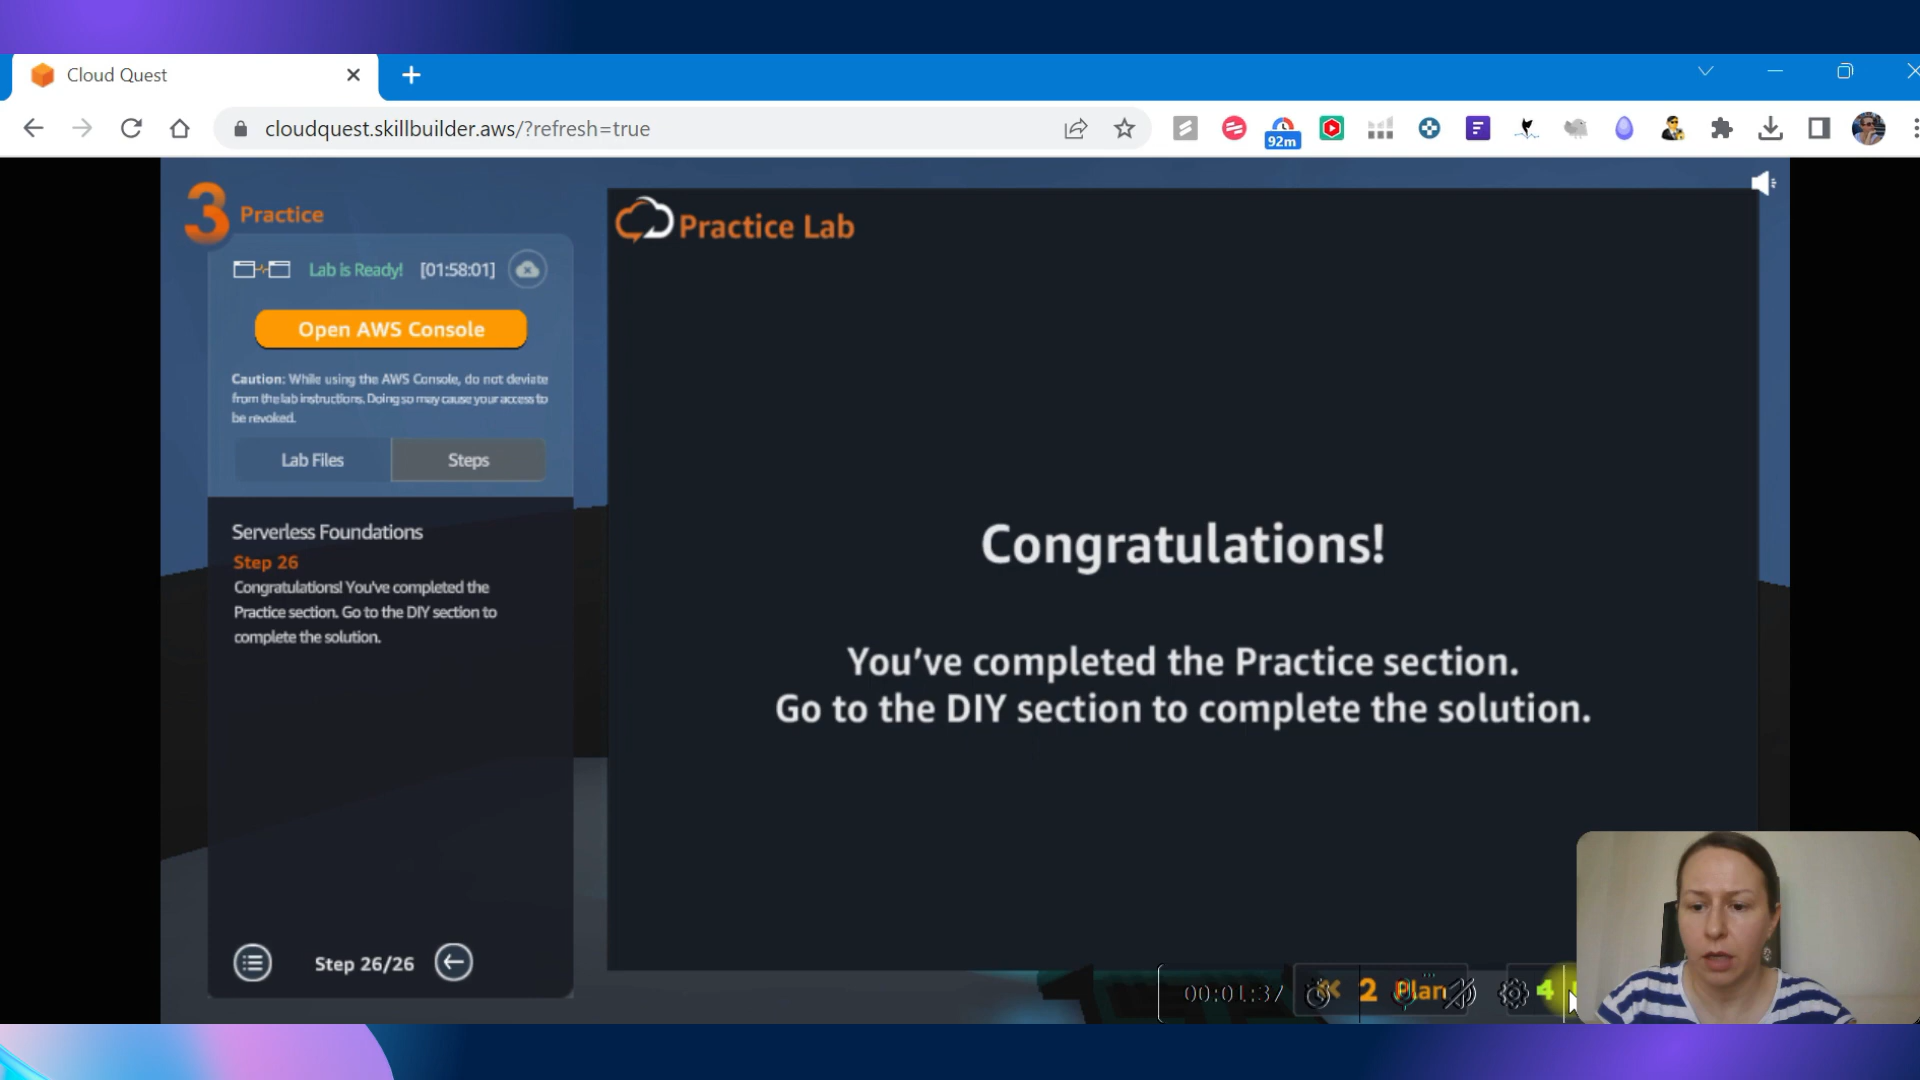 Cloud Quest
cloudquest.skillbuilder.aws/?refresh=true
92m
3 Practice
Lab is Ready! [01:58:01]
Open AWS Console
Caution: While using the AWS Console, do not deviate
from the lab instructions. Doing so may cause your access to
be revoked.
Lab Files
Steps
Serverless Foundations
Step 26
Congratulations! You've completed the
Practice section. Go to the DIY section to
complete the solution.
Step 26/26
Practice Lab
Congratulations!
You've completed the Practice section.
Go to the DIY section to complete the solution.
00:01:37
2 Plan
4